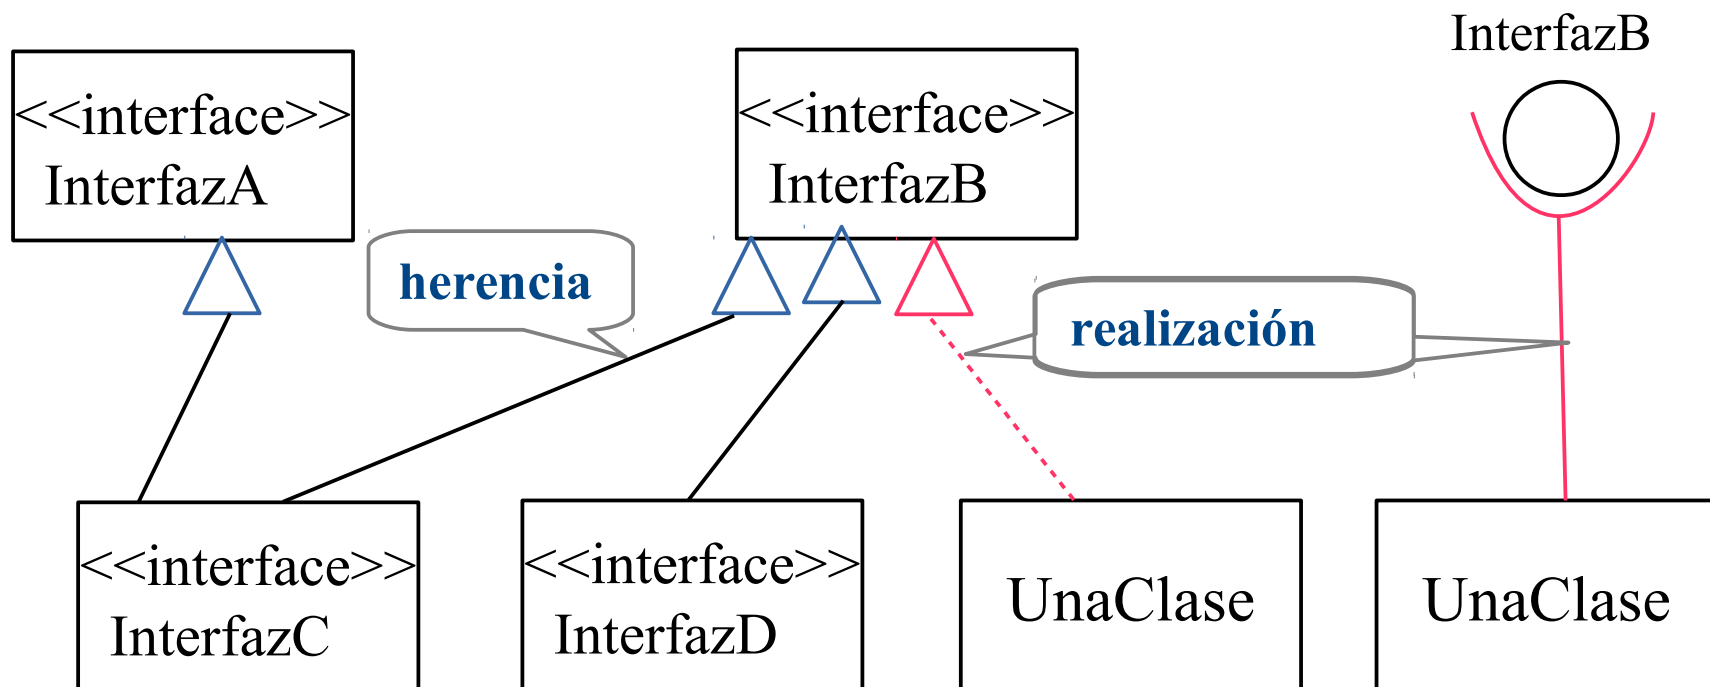 InterfazB
<<interface>>
InterfazA
<<interface>>
InterfazB
herencia
realización
<<interface>>
InterfazC
<<interface>>
InterfazD
UnaClase
UnaClase